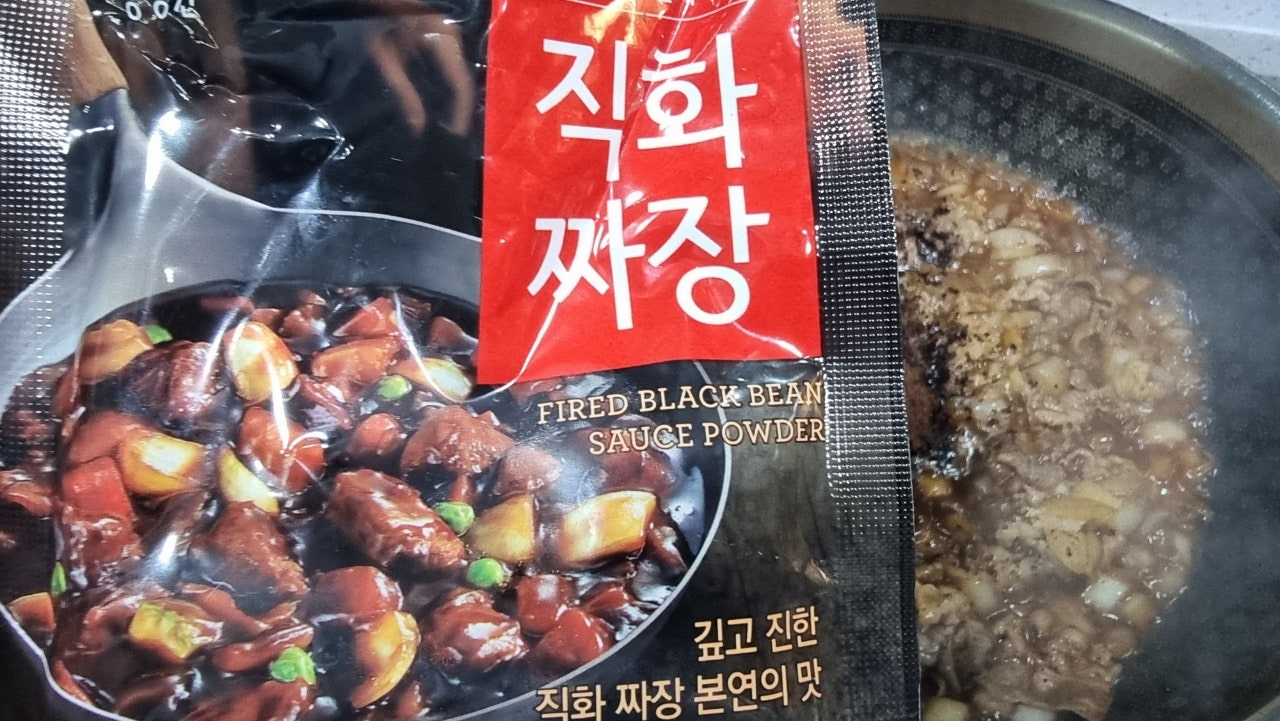 직화
짜장
FIRED BLACK BEAN
SAUCE POWDER
깊고 진한
직화 짜장 본연의 맛